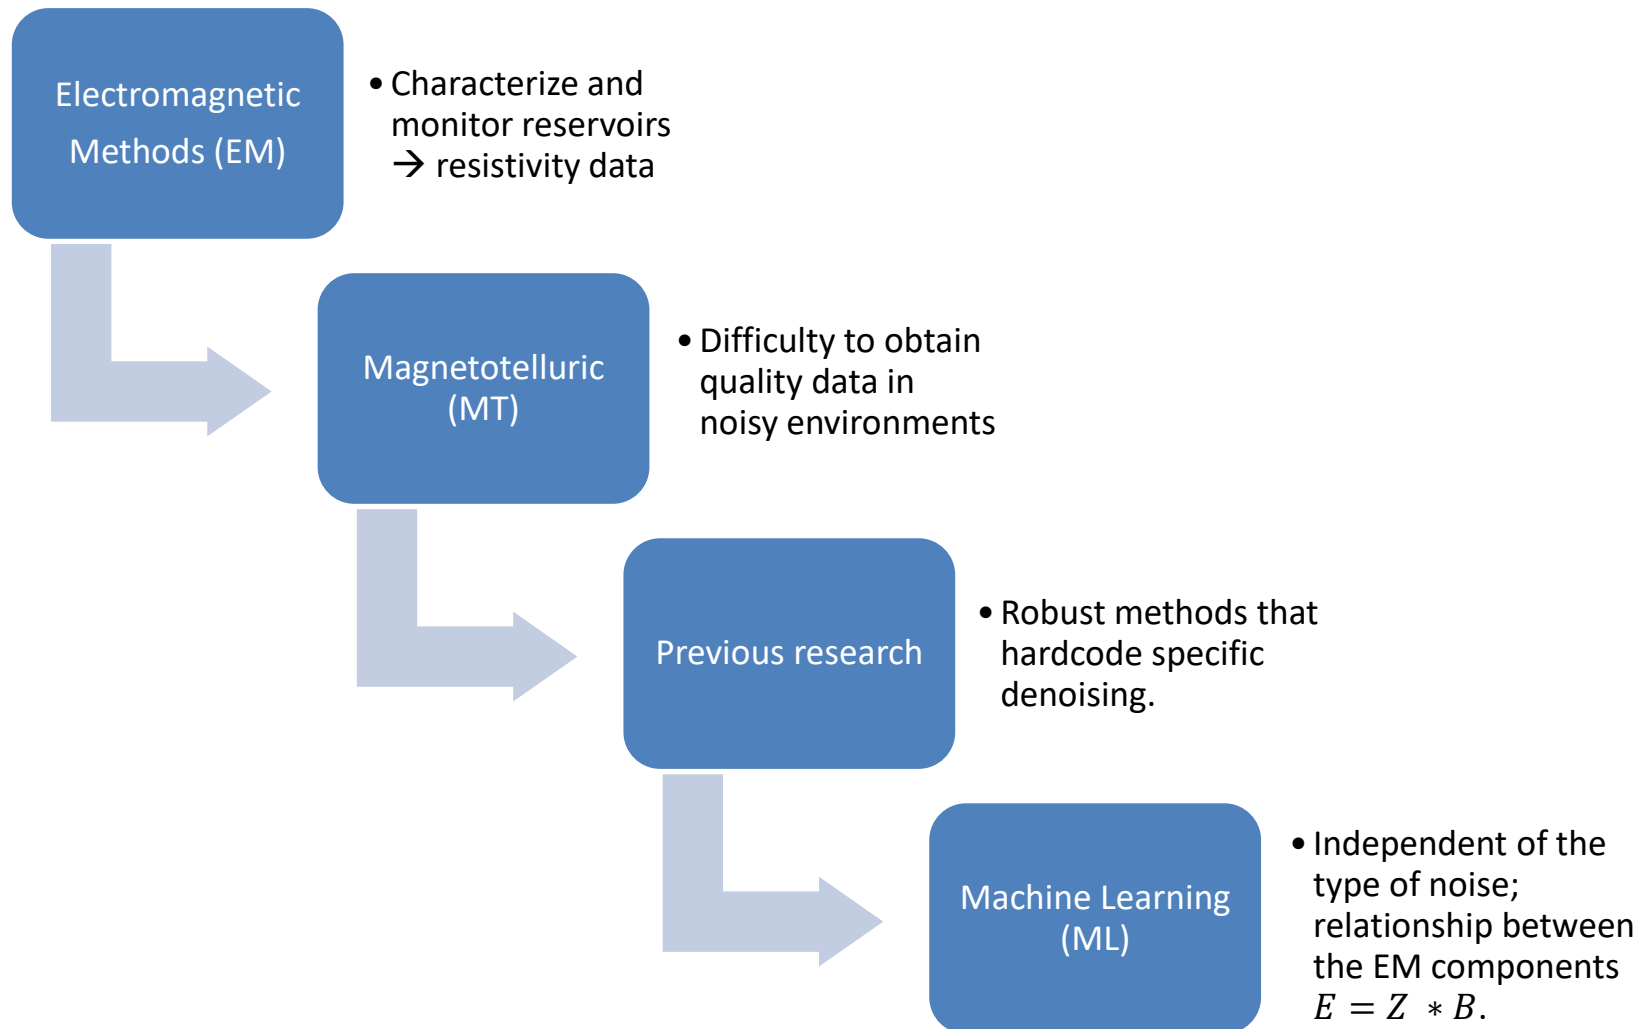 Electromagnetic
Methods (EM)
• Characterize and
monitor reservoirs
→ resistivity data
Magnetotelluric
(MT)
• Difficulty to obtain
quality data in
noisy environments
Previous research
• Robust methods that
hardcode specific
denoising.
Machine Learning
(ML)
• Independent of the
type of noise;
relationship between
the EM components
E = Z * B.